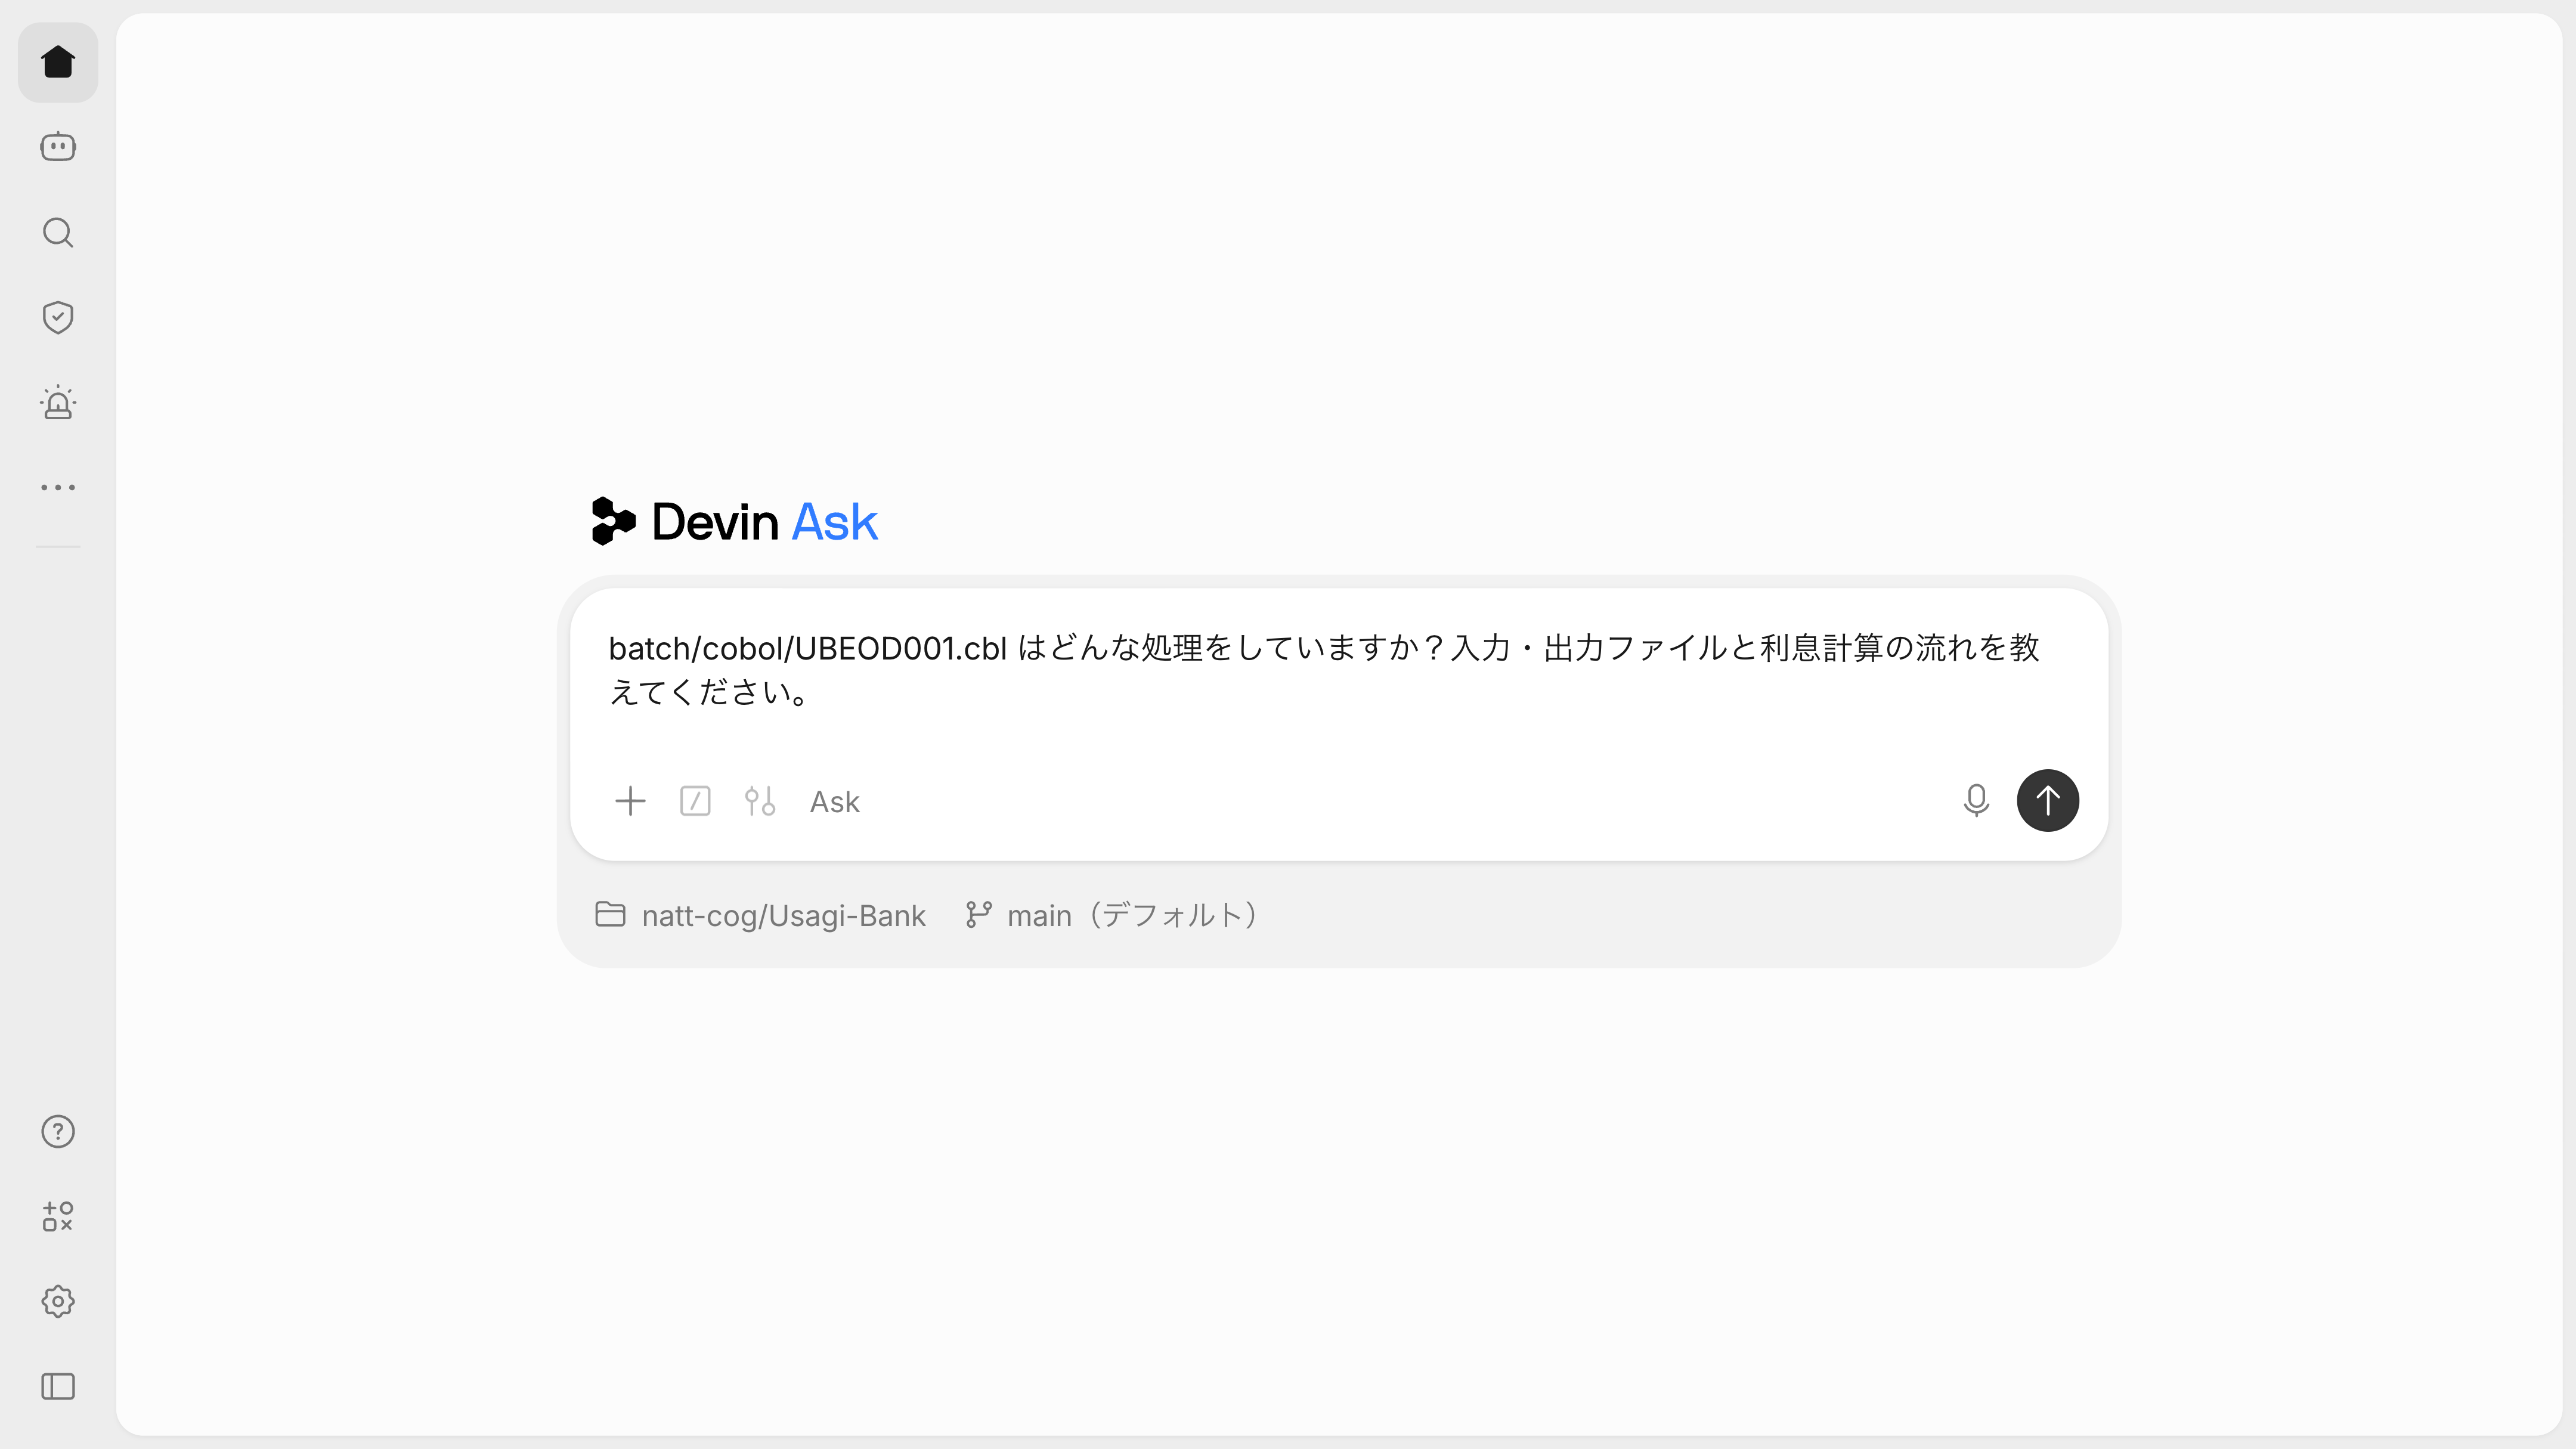 Devin Ask
batch/cobol/UBEOD001.cbl はどんな処理をしていますか？入力・出力ファイルと利息計算の流れを教
えてください。
Ask
natt-cog/Usagi-Bank main（デフォルト）